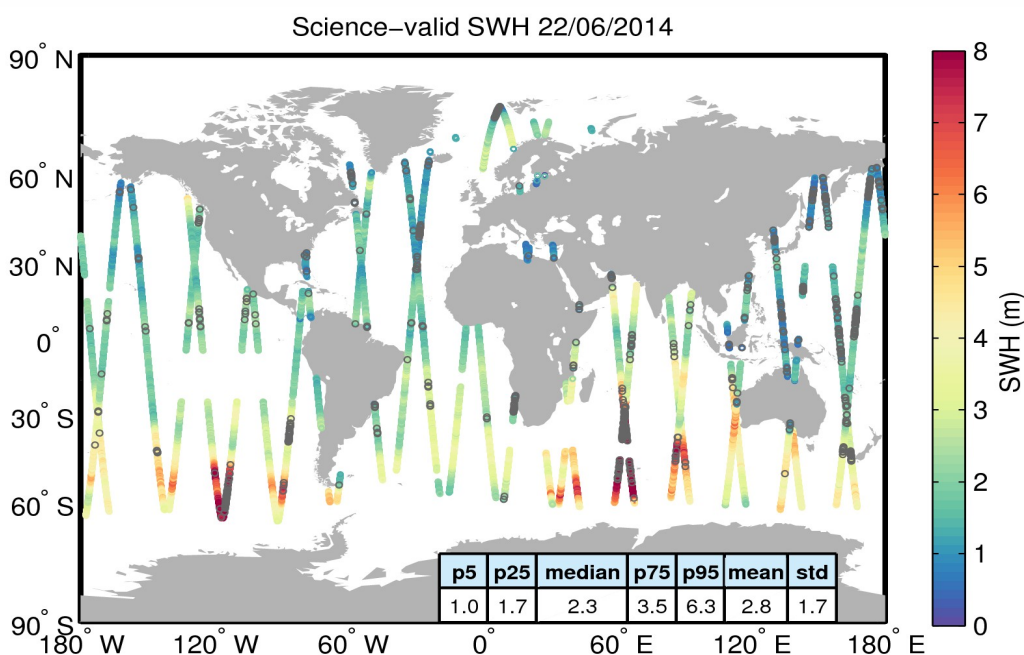 Science–valid SWH 22/06/2014
90° N
60° N
30° N
0°
30° S
60° S
90° S
180° W
120° W
60° W
0°
60° E
120° E
180° E
p5 p25 median p75 p95 mean std
1.0 1.7 2.3 3.5 6.3 2.8 1.7
8
7
6
5
4
3
2
1
0
SWH (m)